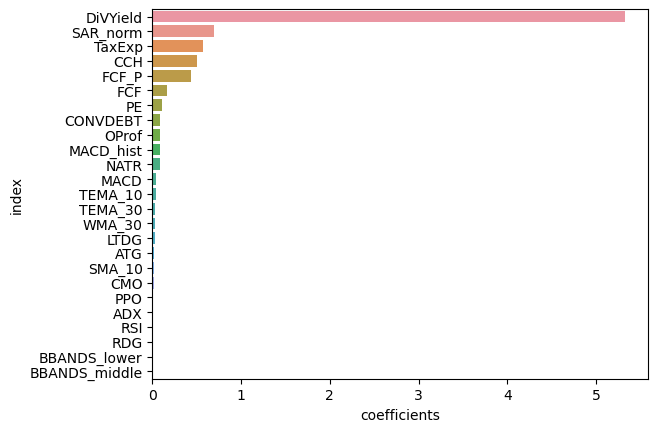 DiVYield
SAR_norm
TaxExp
CCH
FCF_P
FCF
PE
CONVDEBT
OProf
MACD_hist
NATR
MACD
TEMA_10
TEMA_30
WMA_30
LTDG
ATG
SMA_10
CMO
PPO
ADX
RSI
RDG
BBANDS_lower
BBANDS_middle
index
0 1 2 3 4 5
coefficients